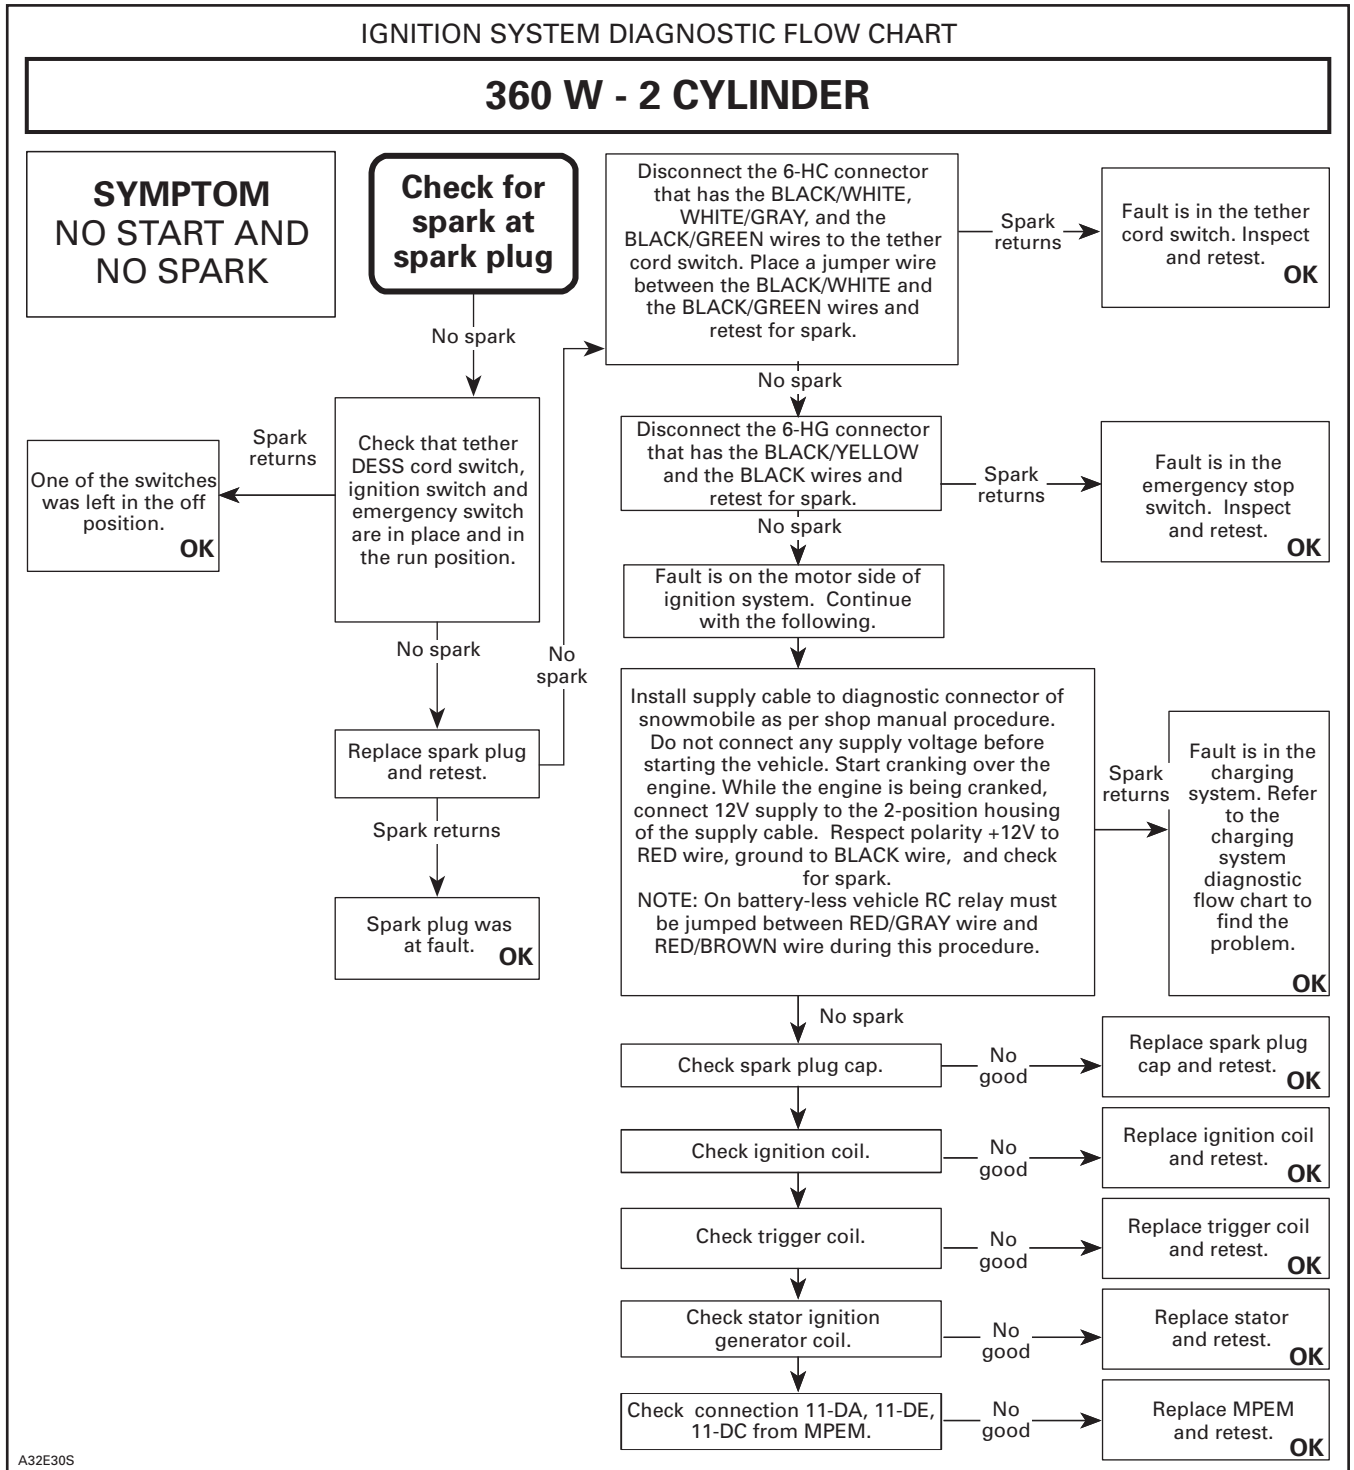 IGNITION SYSTEM DIAGNOSTIC FLOW CHART
360 W - 2 CYLINDER
SYMPTOM
NO START AND
NO SPARK
Check for
spark at
spark plug
No spark
Check that tether
DESS cord switch,
ignition switch and
emergency switch
are in place and in
the run position.
Spark
returns
One of the switches
was left in the off
position.
OK
No spark
Replace spark plug
and retest.
Spark returns
Spark plug was
at fault.
OK
No
spark
Disconnect the 6-HC connector
that has the BLACK/WHITE,
WHITE/GRAY, and the
BLACK/GREEN wires to the tether
cord switch. Place a jumper wire
between the BLACK/WHITE and
the BLACK/GREEN wires and
retest for spark.
Spark
returns
Fault is in the tether
cord switch. Inspect
and retest.
OK
No spark
Disconnect the 6-HG connector
that has the BLACK/YELLOW
and the BLACK wires and
retest for spark.
Spark
returns
Fault is in the
emergency stop
switch. Inspect
and retest.
OK
No spark
Fault is on the motor side of
ignition system. Continue
with the following.
Install supply cable to diagnostic connector of
snowmobile as per shop manual procedure.
Do not connect any supply voltage before
starting the vehicle. Start cranking over the
engine. While the engine is being cranked,
connect 12V supply to the 2-position housing
of the supply cable. Respect polarity +12V to
RED wire, ground to BLACK wire, and check
for spark.
NOTE: On battery-less vehicle RC relay must
be jumped between RED/GRAY wire and
RED/BROWN wire during this procedure.
Spark
returns
Fault is in the
charging
system. Refer
to the
charging
system
diagnostic
flow chart to
find the
problem.
OK
No spark
Check spark plug cap.
No
good
Replace spark plug
cap and retest.
OK
Check ignition coil.
No
good
Replace ignition coil
and retest.
OK
Check trigger coil.
No
good
Replace trigger coil
and retest.
OK
Check stator ignition
generator coil.
No
good
Replace stator
and retest.
OK
Check connection 11-DA, 11-DE,
11-DC from MPEM.
No
good
Replace MPEM
and retest.
OK
A32E30S